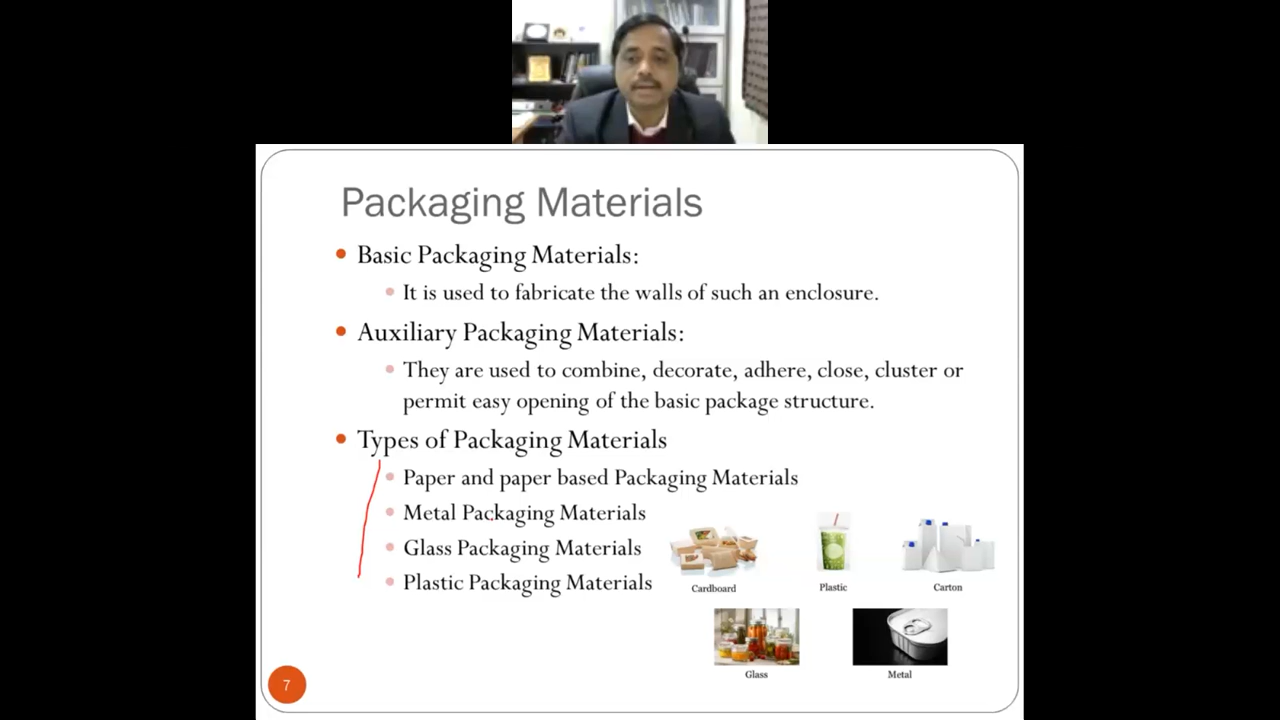 Packaging Materials
Basic Packaging Materials:
It is used to fabricate the walls of such an enclosure.
Auxiliary Packaging Materials:
They are used to combine, decorate, adhere, close, cluster or
permit easy opening of the basic package structure.
Types of Packaging Materials
Paper and paper based Packaging Materials
Metal Packaging Materials
Glass Packaging Materials
Plastic Packaging Materials
Cardboard
Plastic
Carton
Glass
Metal
7